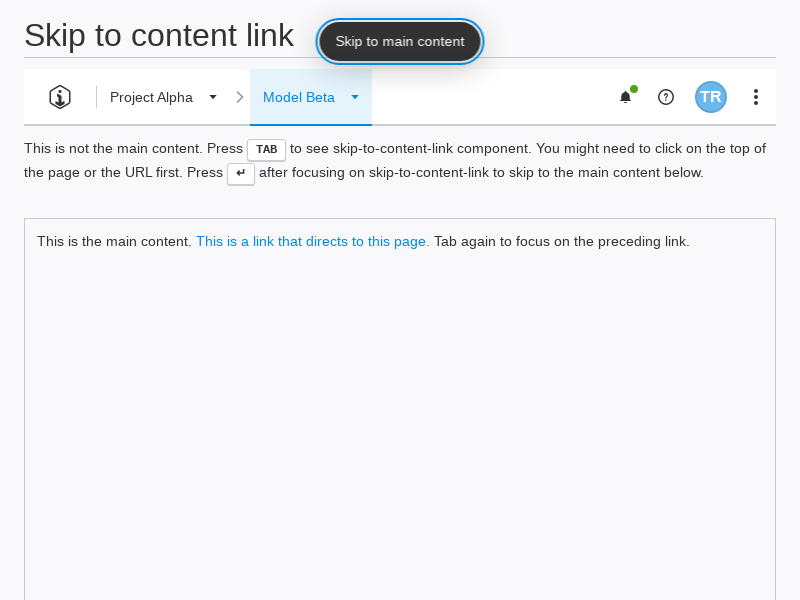 Skip to content link
Skip to main content
Project Alpha
Model Beta
TR
This is not the main content. Press TAB to see skip-to-content-link component. You might need to click on the top of
the page or the URL first. Press ↵ after focusing on skip-to-content-link to skip to the main content below.
This is the main content. This is a link that directs to this page. Tab again to focus on the preceding link.